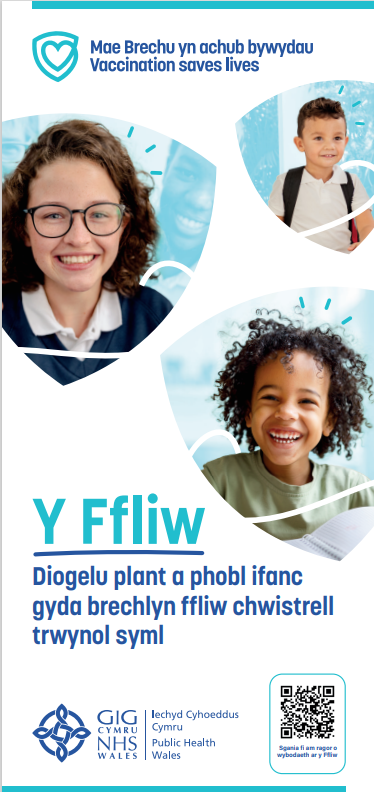 Mae Brechu yn achub bywydau
Vaccination saves lives
Y Ffliw
Diogelu plant a phobl ifanc
gyda brechlyn ffliw chwistrell
trwynol syml
GIG
CYMRU
NHS
WALES
Iechyd Cyhoeddus
Cymru
Public Health
Wales
Sgania fi am ragor o
wybodaeth ar y Ffliw